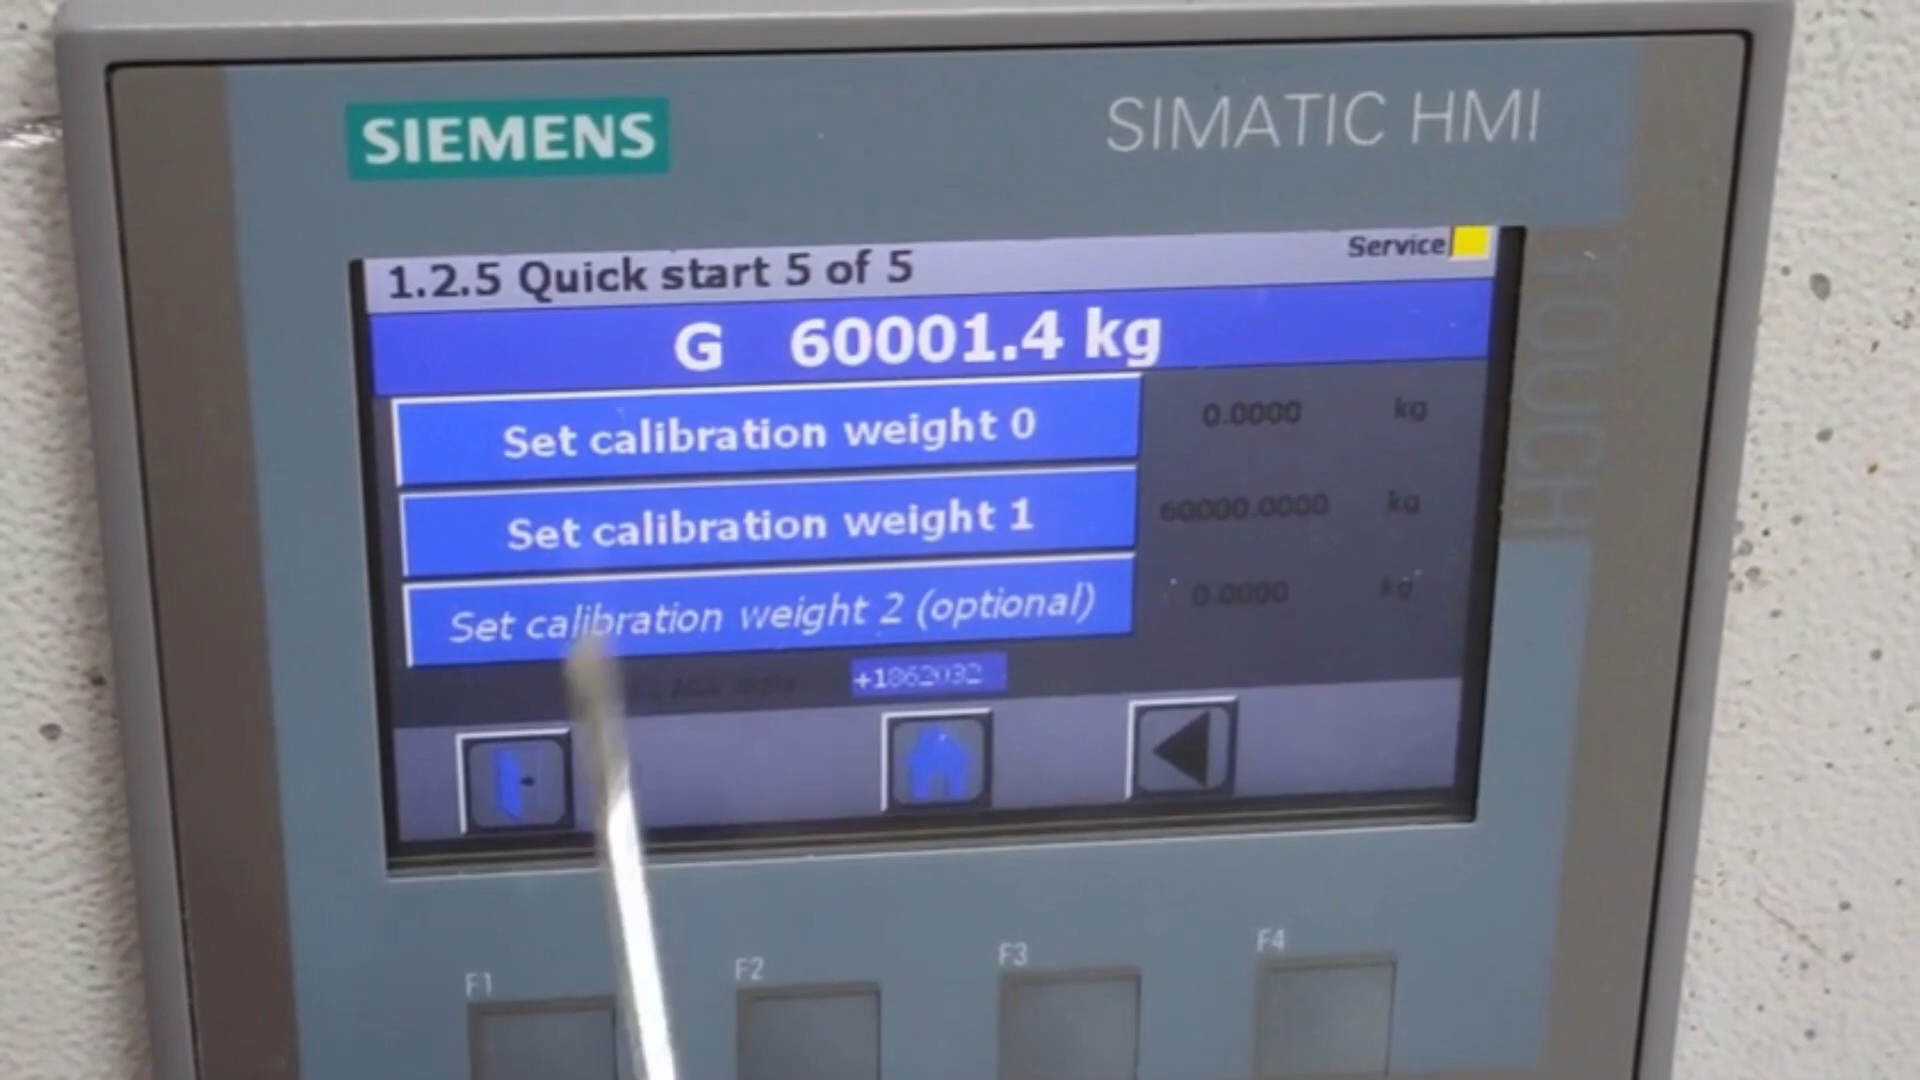 SIEMENS
SIMATIC HMI
TOUCH
1.2.5 Quick start 5 of 5
Service
G 60001.4 kg
Set calibration weight 0
0.0000 kg
Set calibration weight 1
60000.0000 kg
Set calibration weight 2 (optional)
0.0000 kg
+1862032
F1
F2
F3
F4